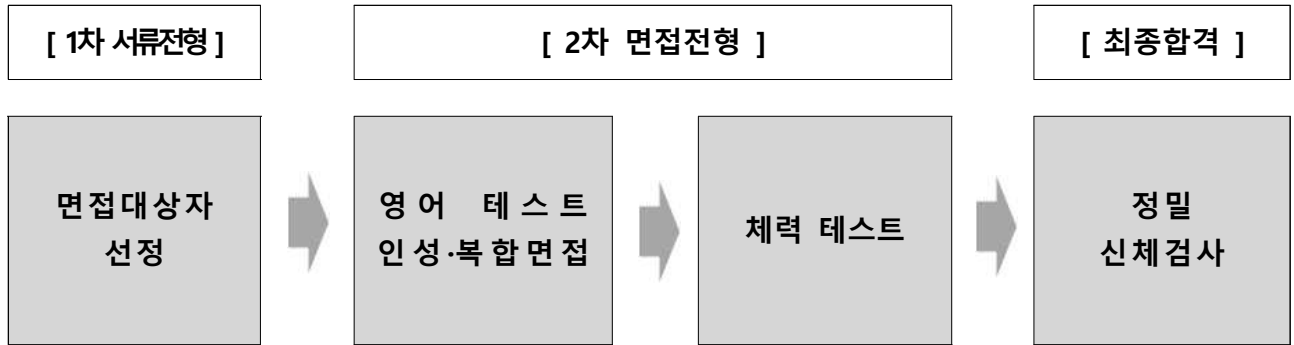 [ 1차 서류전형 ]
[ 2차 면접전형 ]
[ 최종합격 ]
면접대상자
선정
영어 테스트
인성·복합면접
체력 테스트
정밀
신체검사